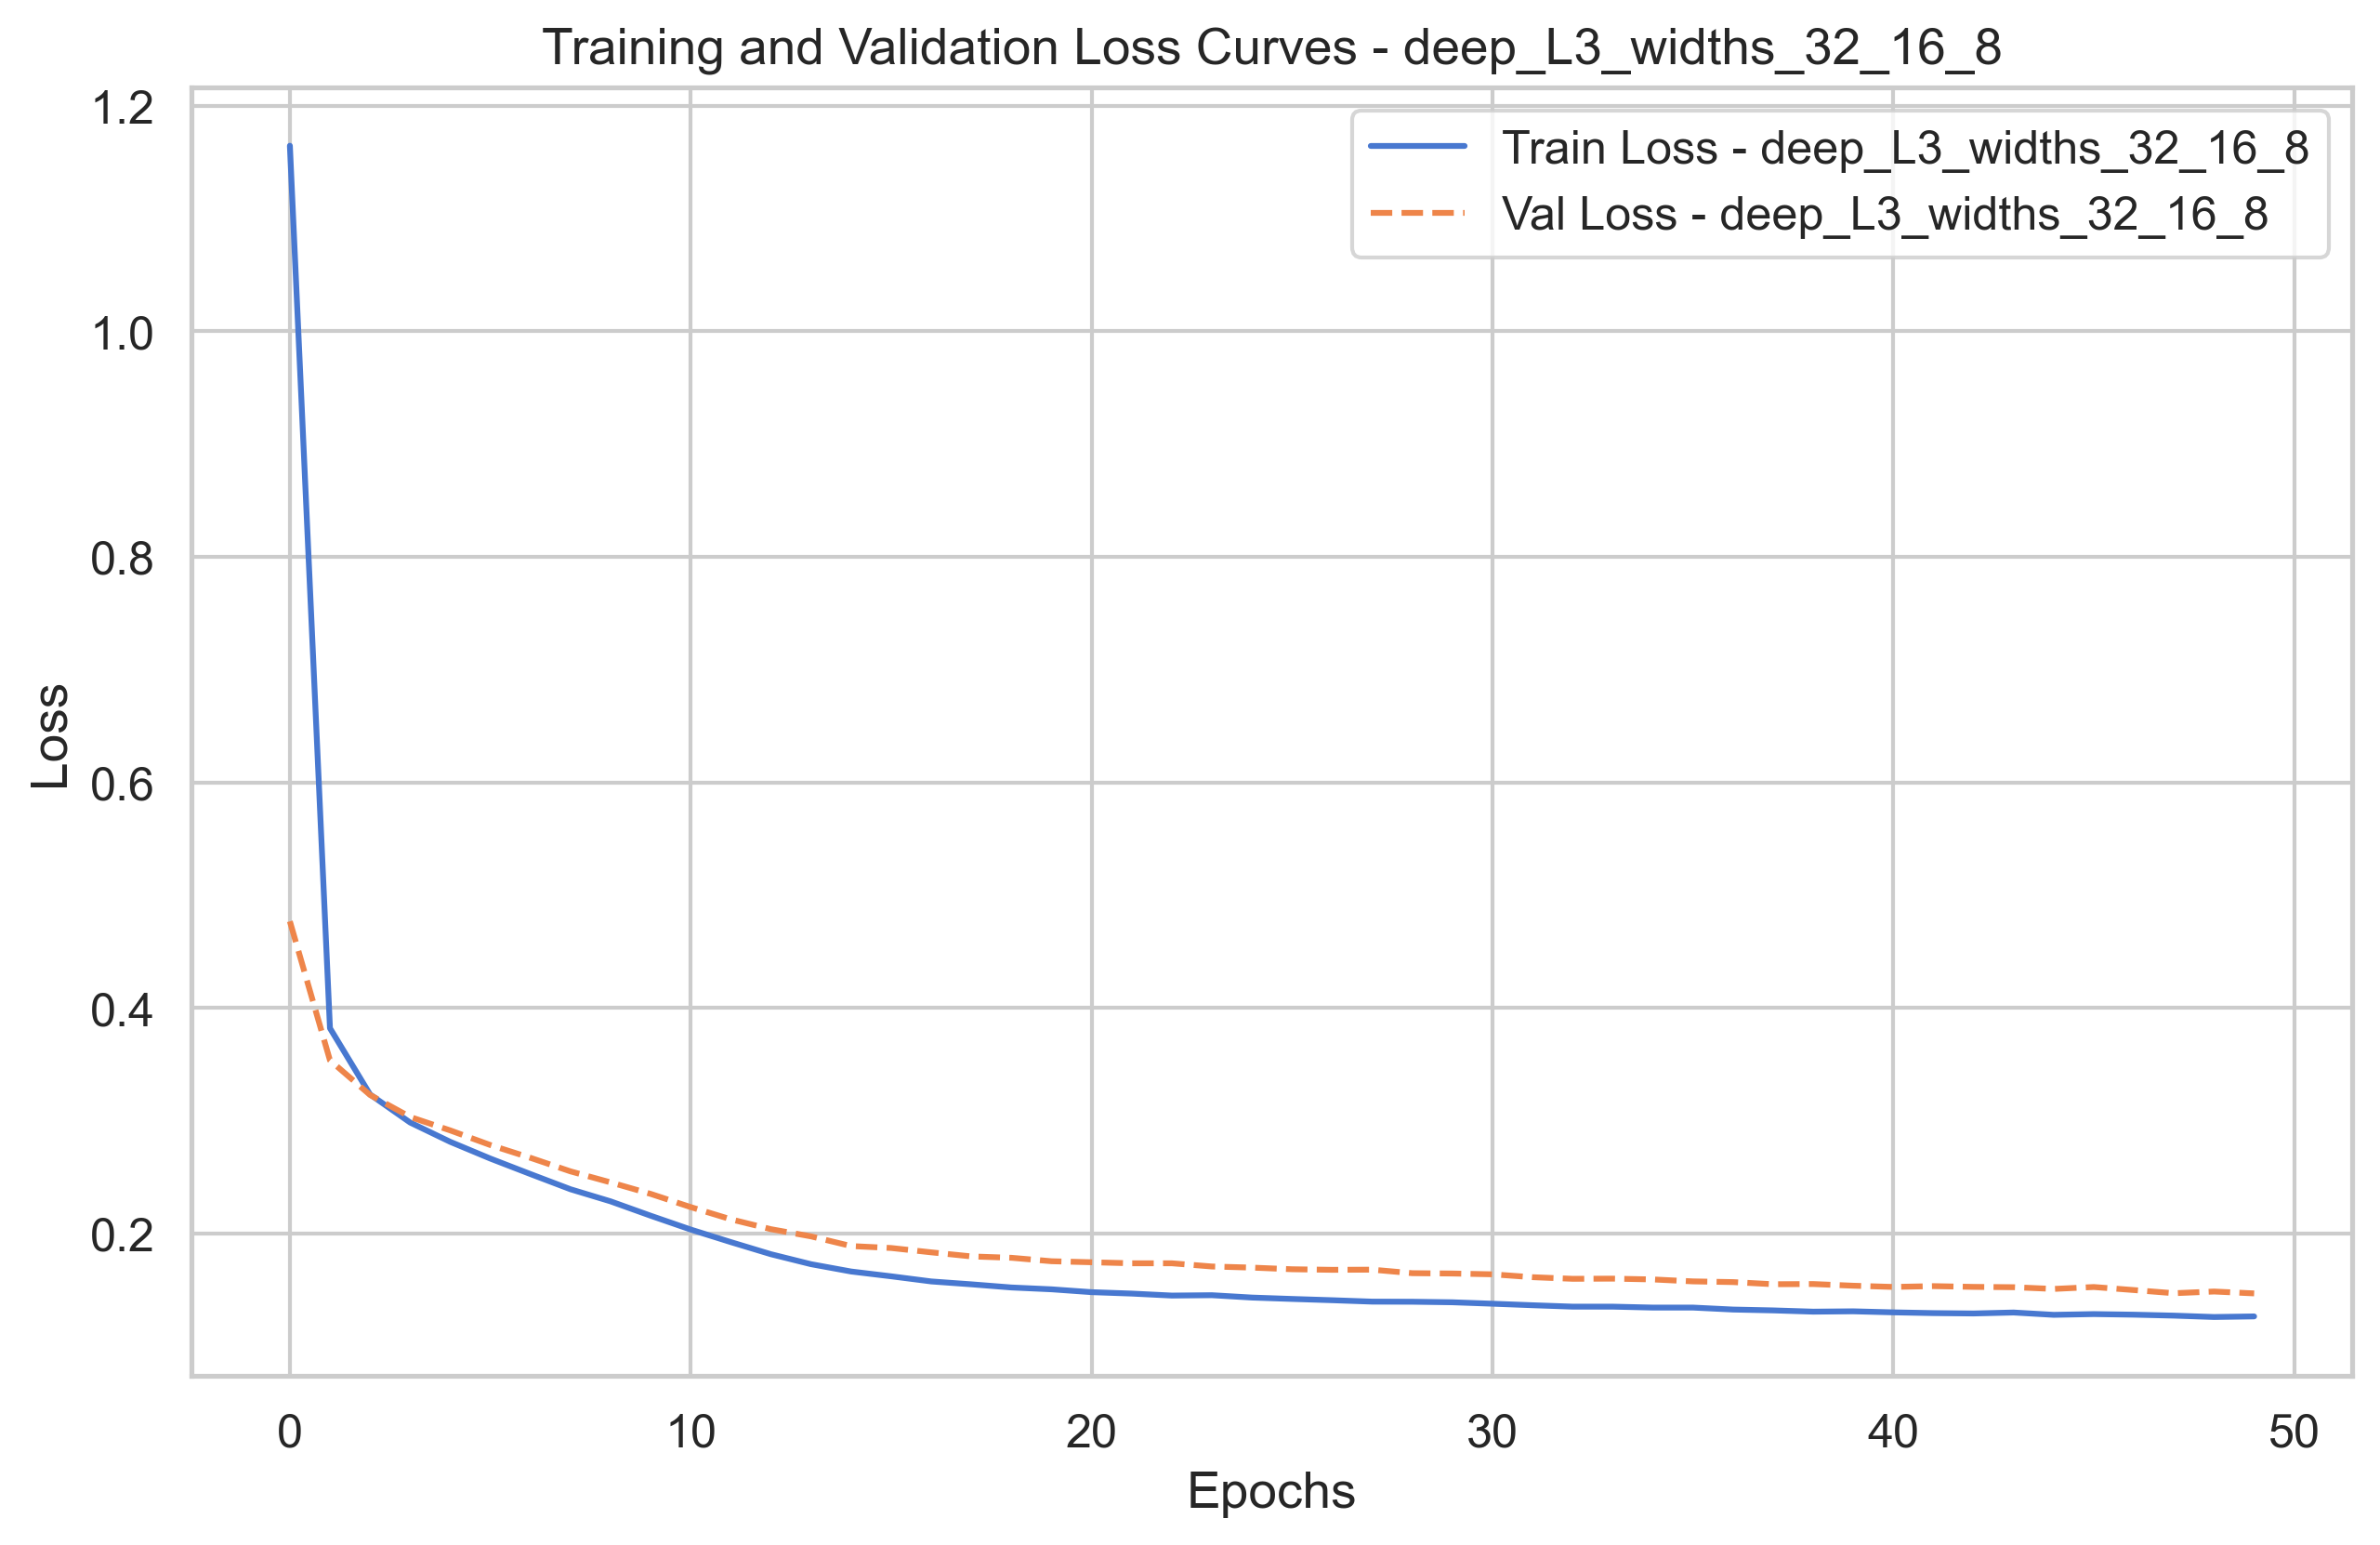 Training and Validation Loss Curves - deep_L3_widths_32_16_8
Train Loss - deep_L3_widths_32_16_8
Val Loss - deep_L3_widths_32_16_8
Loss
1.2
1.0
0.8
0.6
0.4
0.2
0 10 20 30 40 50
Epochs